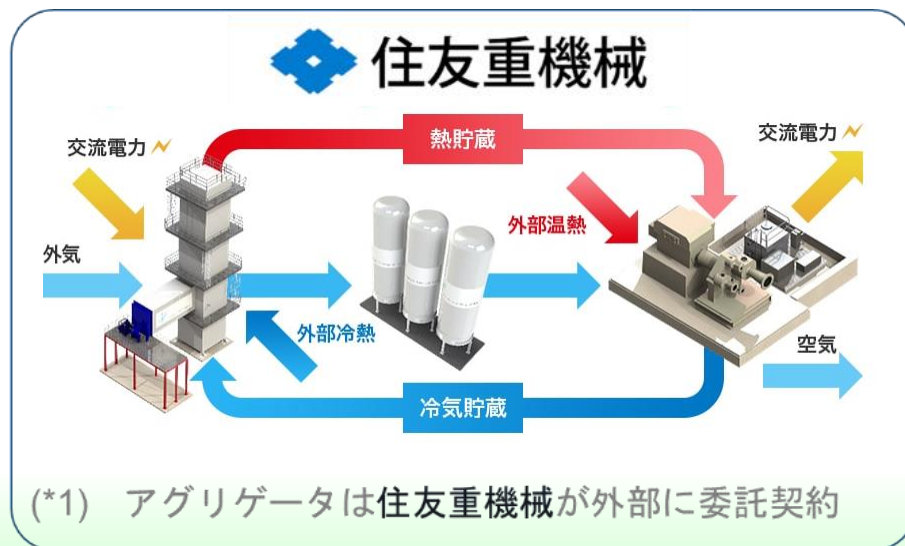 住友重機械
熱貯蔵
交流電力
交流電力
外部温熱
外気
外部冷熱
空気
冷気貯蔵
(*1) アグリゲータは住友重機械が外部に委託契約